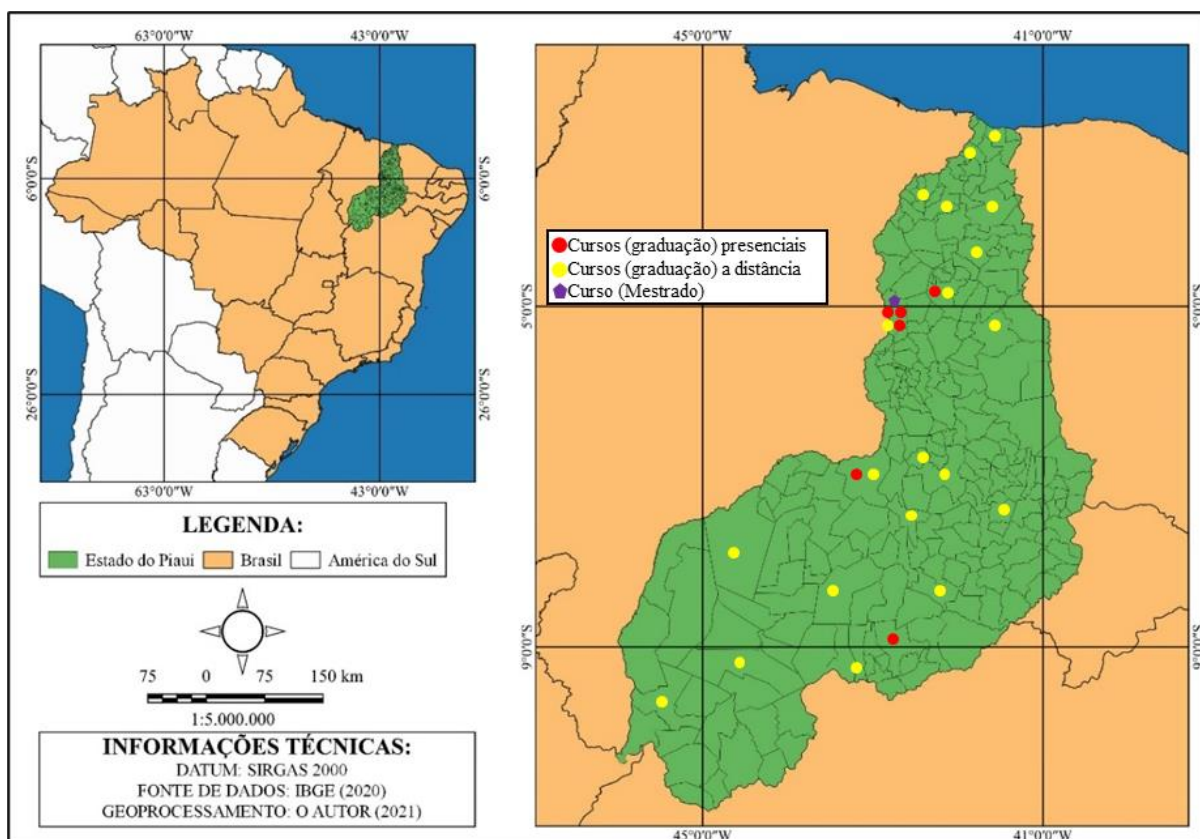 63°0'0"W
43°0'0"W
6°0'0"S
6°0'0"S
26°0'0"S
26°0'0"S
63°0'0"W
43°0'0"W
LEGENDA:
Estado do Piauí
Brasil
América do Sul
75 0 75 150 km
1:5.000.000
INFORMAÇÕES TÉCNICAS:
DATUM: SIRGAS 2000
FONTE DE DADOS: IBGE (2020)
GEOPROCESSAMENTO: O AUTOR (2021)
45°0'0"W
41°0'0"W
Cursos (graduação) presenciais
Cursos (graduação) a distância
Curso (Mestrado)
5°0'0"S
5°0'0"S
9°0'0"S
9°0'0"S
45°0'0"W
41°0'0"W